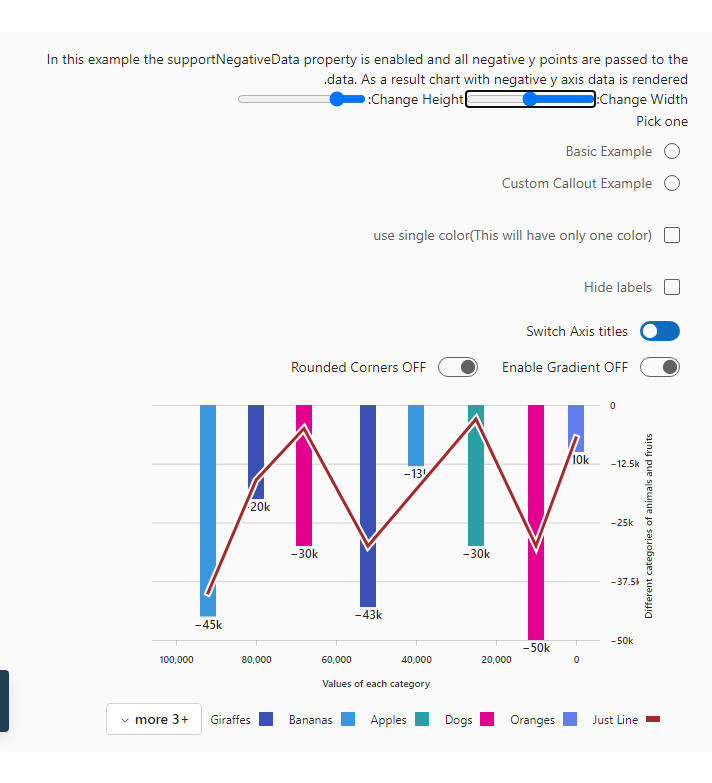 In this example the supportNegativeData property is enabled and all negative y points are passed to the
.data. As a result chart with negative y axis data is rendered
:Change Height :Change Width
Pick one
Basic Example
Custom Callout Example
use single color(This will have only one color)
Hide labels
Switch Axis titles
Rounded Corners OFF Enable Gradient OFF
0
−12.5k
−25k
−37.5k
−50k
Different categories of animals and fruits
−45k
−20k
−30k
−43k
−30k
−50k
100,000 80,000 60,000 40,000 20,000 0
Values of each category
more 3+ Giraffes Bananas Apples Dogs Oranges Just Line